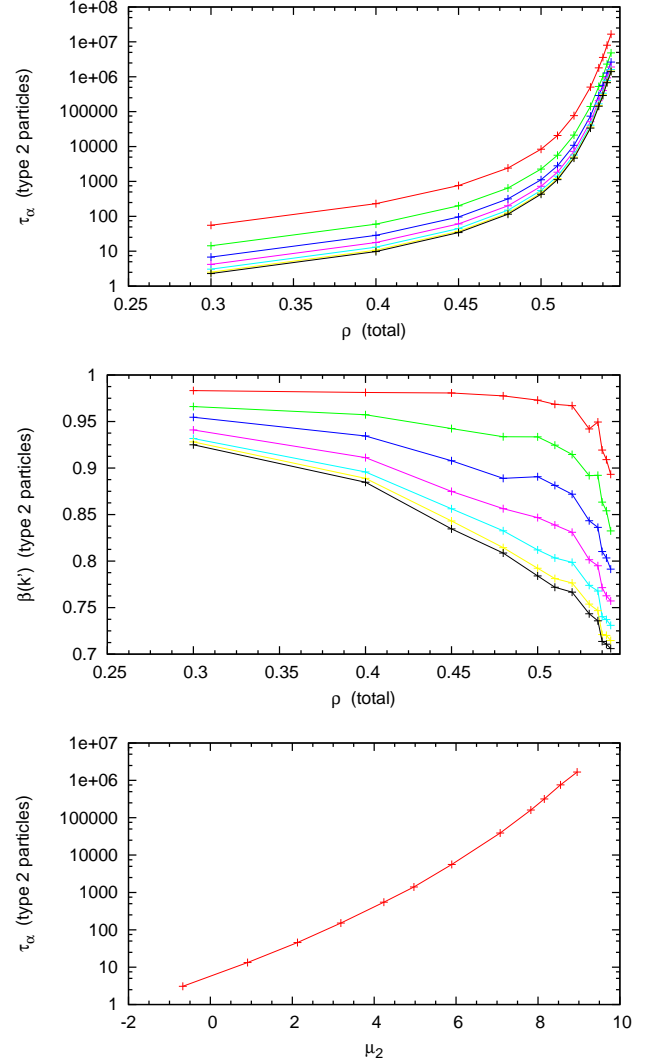 1e+08
1e+06
100000
10000
1000
100
10
1
0.25 0.3 0.35 0.4 0.45 0.5
τα (type 2 particles)
ρ (total)
1
0.95
0.9
0.85
0.8
0.75
0.7
0.25 0.3 0.35 0.4 0.45 0.5
β(k') (type 2 particles)
ρ (total)
1e+07
1e+06
100000
10000
1000
100
10
1
-2 0 2 4 6 8 10
τα (type 2 particles)
μ2